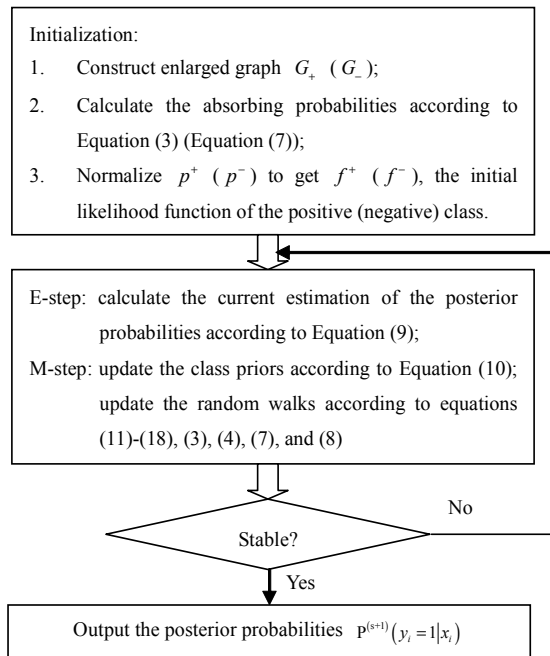 Initialization:
1. Construct enlarged graph G₊ (G₋);
2. Calculate the absorbing probabilities according to
Equation (3) (Equation (7));
3. Normalize p⁺ (p⁻) to get f⁺ (f⁻), the initial
likelihood function of the positive (negative) class.
E-step: calculate the current estimation of the posterior
probabilities according to Equation (9);
M-step: update the class priors according to Equation (10);
update the random walks according to equations
(11)-(18), (3), (4), (7), and (8)
No
Stable?
Yes
Output the posterior probabilities P⁽ˢ⁺¹⁾(yᵢ = 1|xᵢ)